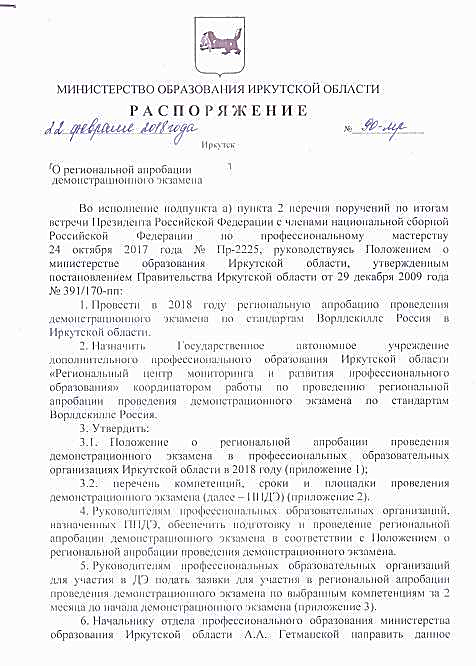 МИНИСТЕРСТВО ОБРАЗОВАНИЯ ИРКУТСКОЙ ОБЛАСТИ
РАСПОРЯЖЕНИЕ
22 февраля 2018 года № 90-мр
Иркутск
О региональной апробации
демонстрационного экзамена
Во исполнение подпункта а) пункта 2 перечня поручений по итогам
встречи Президента Российской Федерации с членами национальной сборной
Российской Федерации по профессиональному мастерству
24 октября 2017 года № Пр-2225, руководствуясь Положением о
министерстве образования Иркутской области, утвержденным
постановлением Правительства Иркутской области от 29 декабря 2009 года
№ 391/170-пп:
1. Провести в 2018 году региональную апробацию проведения
демонстрационного экзамена по стандартам Ворлдскиллс Россия в
Иркутской области.
2. Назначить Государственное автономное учреждение
дополнительного профессионального образования Иркутской области
«Региональный центр мониторинга и развития профессионального
образования» координатором работы по проведению региональной
апробации проведения демонстрационного экзамена по стандартам
Ворлдскиллс Россия.
3. Утвердить:
3.1. Положение о региональной апробации проведения
демонстрационного экзамена в профессиональных образовательных
организациях Иркутской области в 2018 году (приложение 1);
3.2. перечень компетенций, сроки и площадки проведения
демонстрационного экзамена (далее – ППДЭ) (приложение 2).
4. Руководителям профессиональных образовательных организаций,
назначенных ППДЭ, обеспечить подготовку и проведение региональной
апробации демонстрационного экзамена в соответствии с Положением о
региональной апробации проведения демонстрационного экзамена.
5. Руководителям профессиональных образовательных организаций
для участия в ДЭ подать заявки для участия в региональной апробации
проведения демонстрационного экзамена по выбранным компетенциям за 2
месяца до начала демонстрационного экзамена (приложение 3).
6. Начальнику отдела профессионального образования министерства
образования Иркутской области А.А. Гетманской направить данное